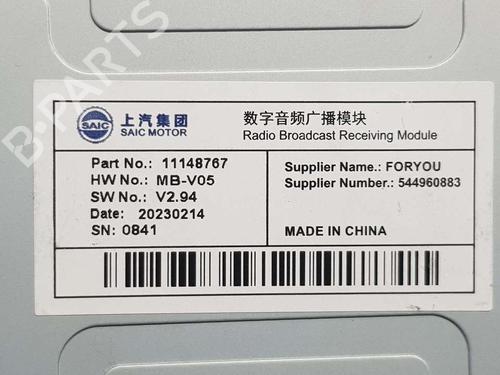 SAIC
上汽集团
SAIC MOTOR
数字音频广播模块
Radio Broadcast Receiving Module
Part No.: 11148767
HW No.: MB-V05
SW No.: V2.94
Date: 20230214
SN: 0841
Supplier Name.: FORYOU
Supplier Number.: 544960883
MADE IN CHINA
B-PARTS